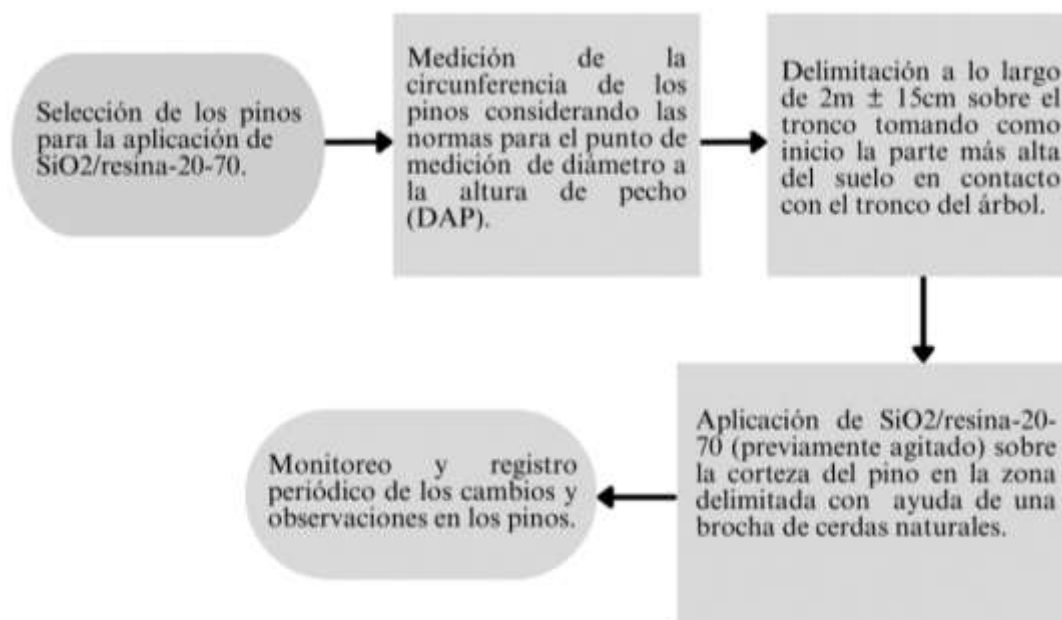 Selección de los pinos
para la aplicación de
SiO2/resina-20-70.
Medición de la
circunferencia de los
pinos considerando las
normas para el punto de
medición de diámetro a
la altura de pecho
(DAP).
Delimitación a lo largo
de 2m ± 15cm sobre el
tronco tomando como
inicio la parte más alta
del suelo en contacto
con el tronco del árbol.
Aplicación de SiO2/resina-20-
70 (previamente agitado) sobre
la corteza del pino en la zona
delimitada con ayuda de una
brocha de cerdas naturales.
Monitoreo y registro
periódico de los cambios y
observaciones en los pinos.